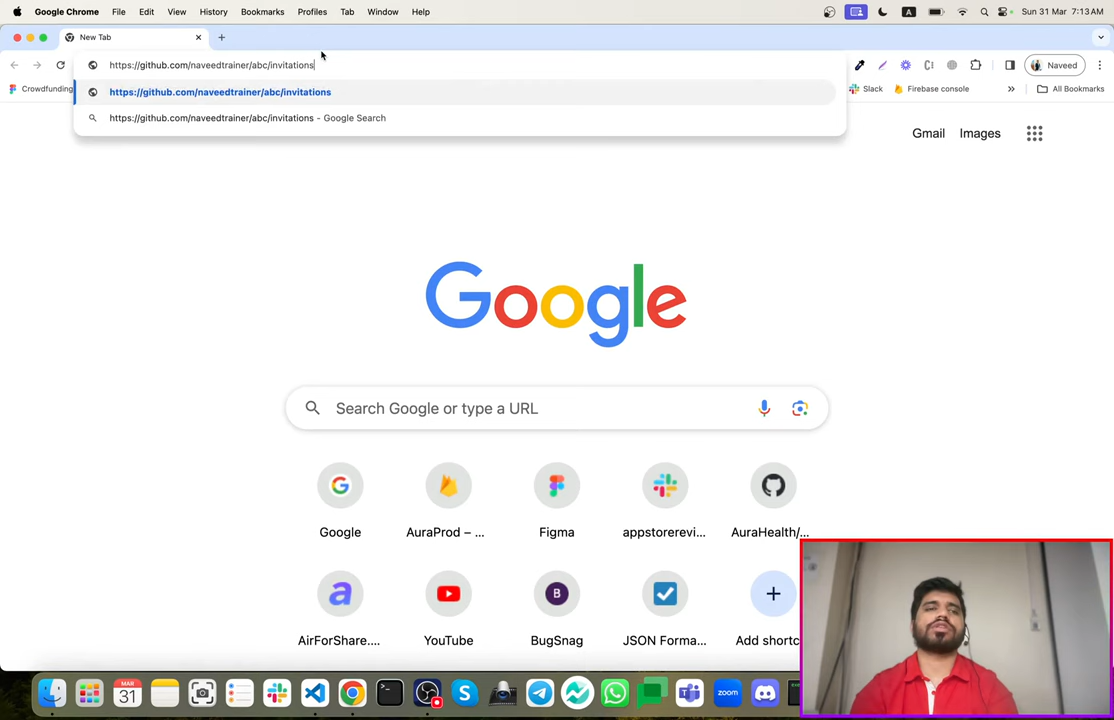 Google Chrome File Edit View History Bookmarks Profiles Tab Window Help
A
Sun 31 Mar 7:13 AM
New Tab
https://github.com/naveedtrainer/abc/invitations
Naveed
Crowdfunding
https://github.com/naveedtrainer/abc/invitations
Slack
Firebase console
All Bookmarks
https://github.com/naveedtrainer/abc/invitations - Google Search
Gmail Images
Google
Search Google or type a URL
Google
AuraProd – ...
Figma
appstorerevi...
AuraHealth/...
AirForShare....
YouTube
BugSnag
JSON Forma...
Add shortc
MAR
31
zoom